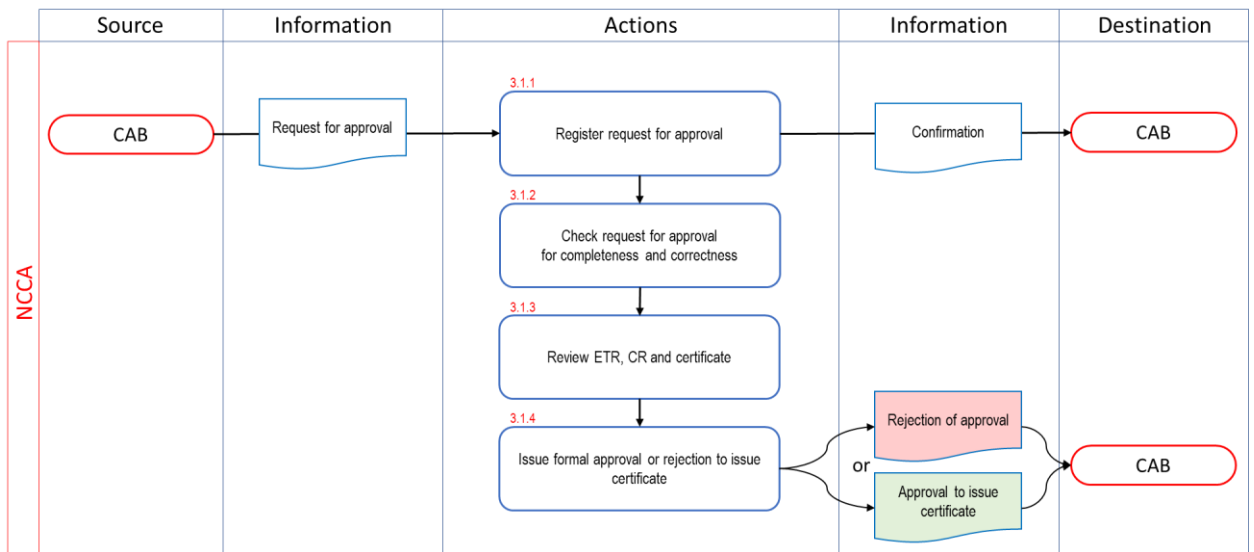 Source
Information
Actions
Information
Destination
NCCA
CAB
Request for approval
3.1.1
Register request for approval
Confirmation
CAB
3.1.2
Check request for approval
for completeness and correctness
3.1.3
Review ETR, CR and certificate
3.1.4
Issue formal approval or rejection to issue
certificate
Rejection of approval
or
Approval to issue
certificate
CAB